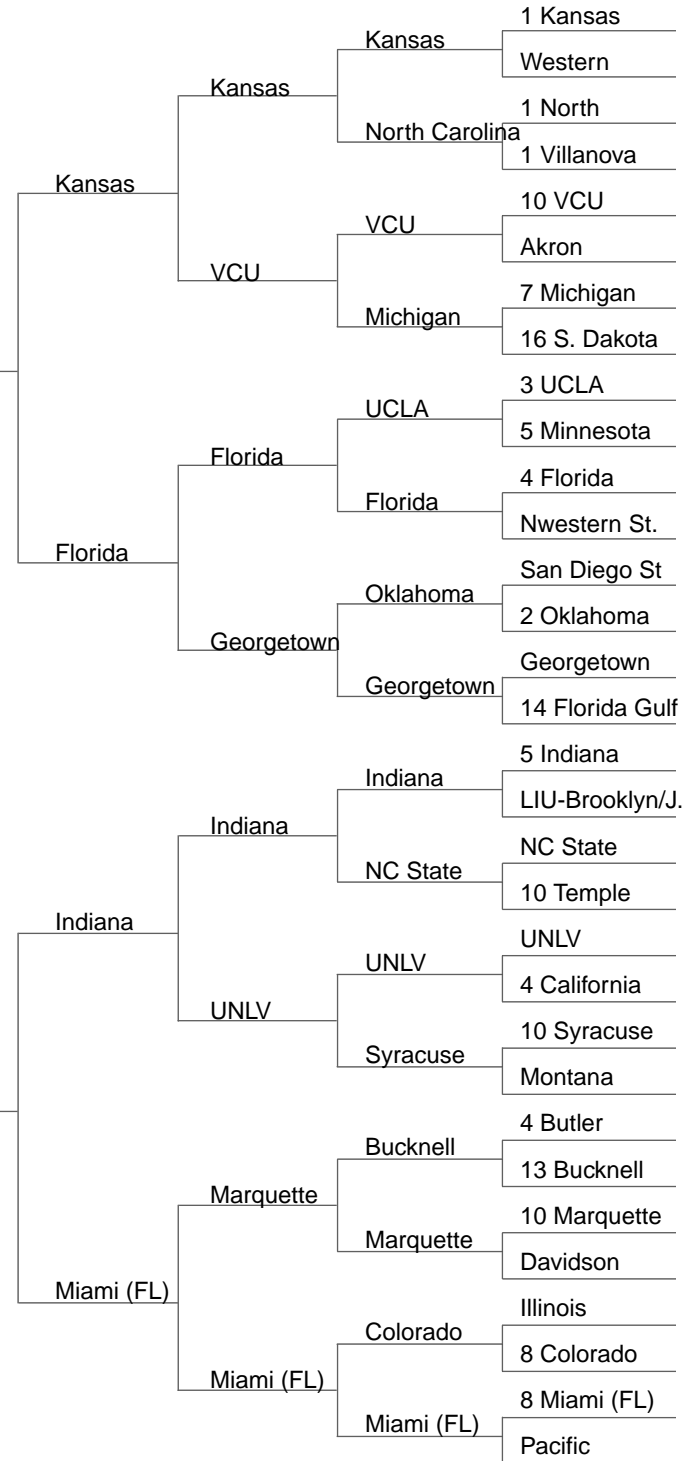 1 Kansas
Kansas
Western
Kansas
1 North
North Carolina
1 Villanova
Kansas
10 VCU
VCU
Akron
VCU
7 Michigan
Michigan
16 S. Dakota
3 UCLA
UCLA
5 Minnesota
Florida
4 Florida
Florida
Nwestern St.
Florida
San Diego St
Oklahoma
2 Oklahoma
Georgetown
Georgetown
Georgetown
14 Florida Gulf
5 Indiana
Indiana
LIU-Brooklyn/J.
Indiana
NC State
NC State
10 Temple
Indiana
UNLV
UNLV
4 California
UNLV
10 Syracuse
Syracuse
Montana
4 Butler
Bucknell
13 Bucknell
Marquette
10 Marquette
Marquette
Davidson
Miami (FL)
Illinois
Colorado
8 Colorado
Miami (FL)
8 Miami (FL)
Miami (FL)
Pacific